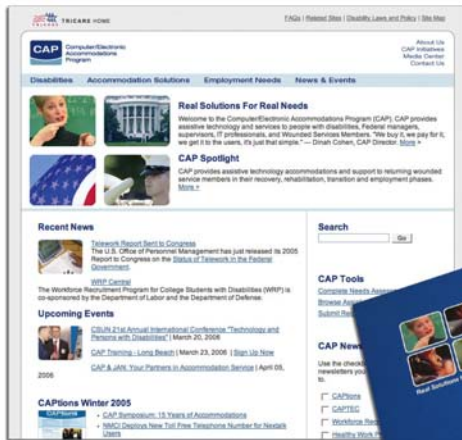 TRICARE HOME
FAQs | Related Sites | Disability Laws and Policy | Site Map
CAP
Computer/Electronic
Accommodations
Program
About Us
CAP Initiatives
Media Center
Contact Us
Disabilities Accommodation Solutions Employment Needs News & Events
Real Solutions For Real Needs
Welcome to the Computer/Electronic Accommodations Program (CAP). CAP provides
assistive technology and services to people with disabilities, Federal managers,
supervisors, IT professionals, and Wounded Services Members. "We buy it, we pay for it,
we get it to the users, it's just that simple." — Dinah Cohen, CAP Director. More >
CAP Spotlight
CAP provides assistive technology accommodations and support to returning wounded
service members in their recovery, rehabilitation, transition and employment phases.
More >
Recent News
Telework Report Sent to Congress
The U.S. Office of Personnel Management has just released its 2005
Report to Congress on the Status of Telework in the Federal
Government.
WRP Central
The Workforce Recruitment Program for College Students with Disabilities (WRP) is
co-sponsored by the Department of Labor and the Department of Defense.
Upcoming Events
CSUN 21st Annual International Conference "Technology and
Persons with Disabilities" | March 20, 2006
CAP Training - Long Beach | March 23, 2006 | Sign Up Now
CAP & JAN: Your Partners in Accommodation Service | April 05,
2006
CAPtions Winter 2005
CAPtions
• CAP Symposium: 15 Years of Accommodations
• NMCI Deploys New Toll Free Telephone Number for Nextalk
Users
Search
Go
CAP Tools
Complete Needs Asses
Browse Ass
Submit Re
CAP News
Use the checkb
newsletters you
to.
CAPtions
CAPTEC
Workforce Rec
Healthy Work
Real Solutions